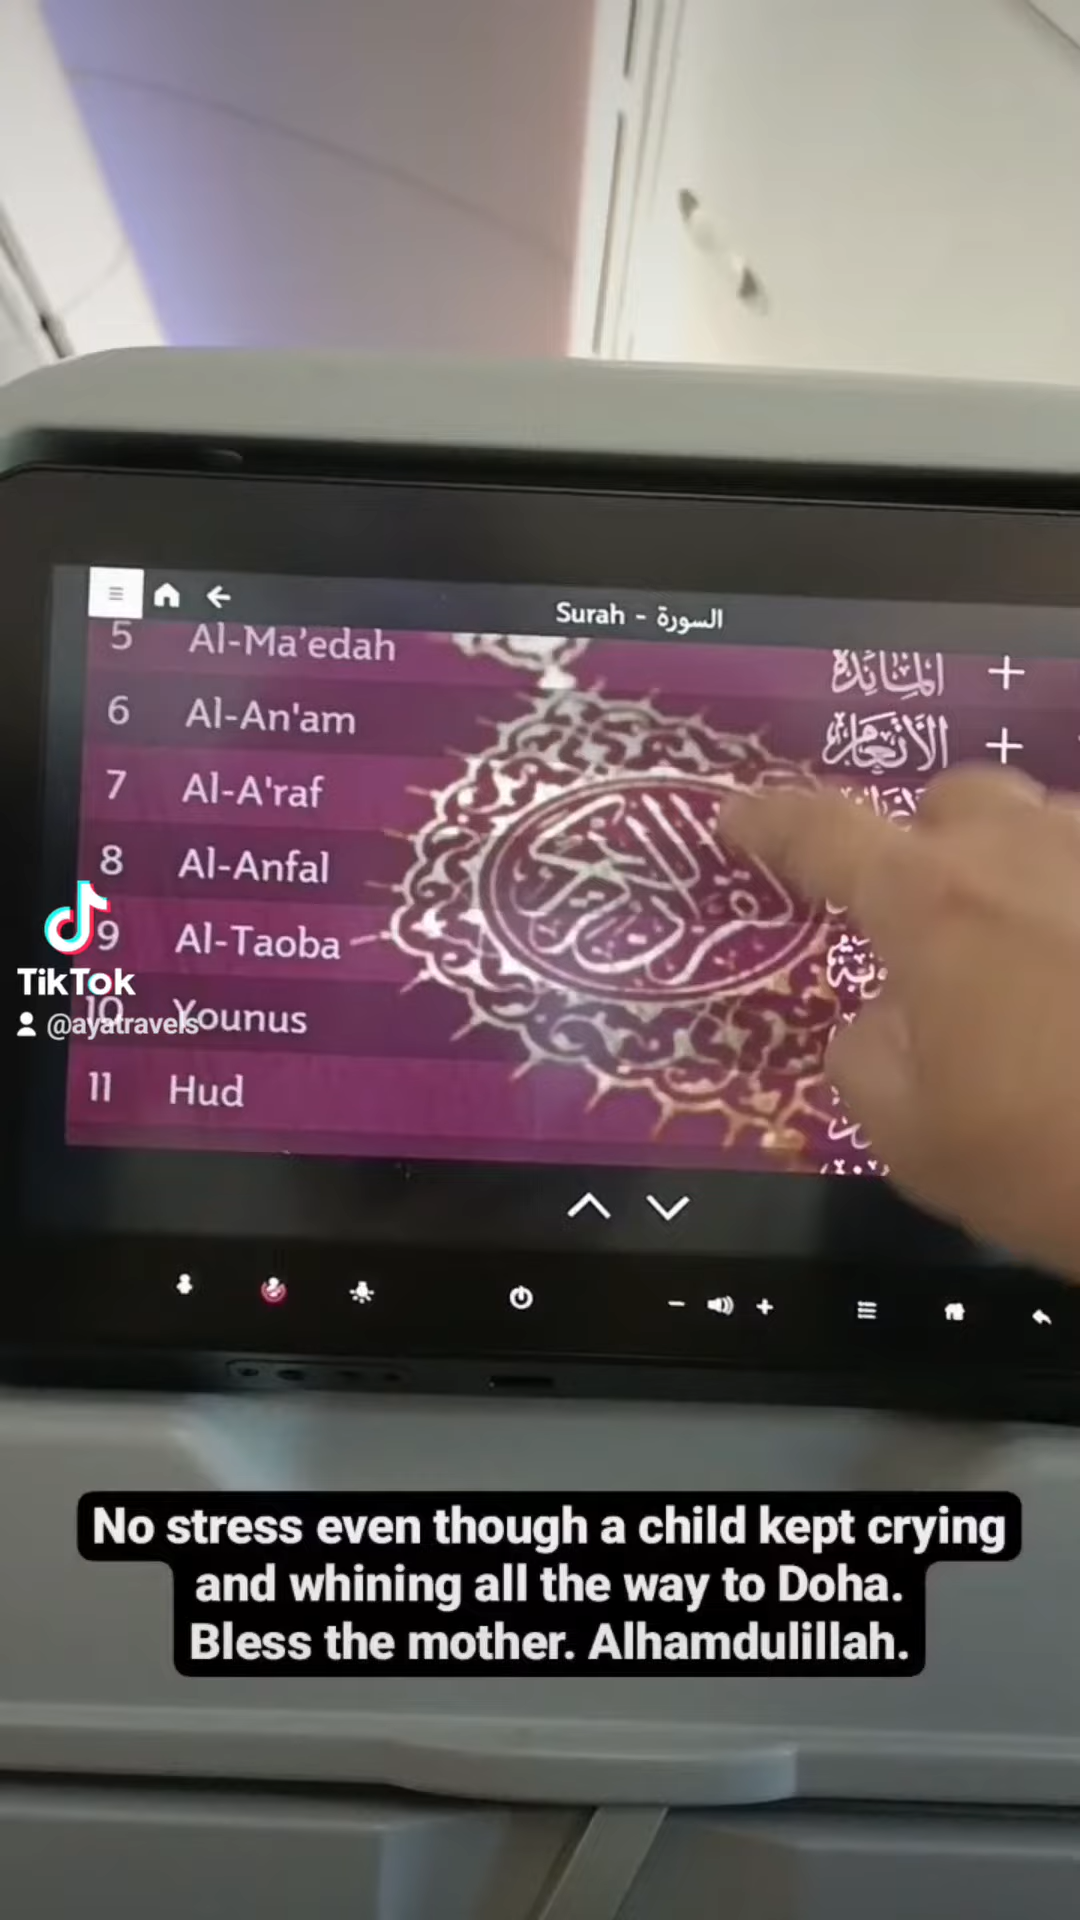 Surah - السورة
5 Al-Ma'edah المائدة +
6 Al-An'am الأنعام +
7 Al-A'raf
8 Al-Anfal
9 Al-Taoba
10 Younus
11 Hud
القرآن الكريم
TikTok
@ayatravels
No stress even though a child kept crying
and whining all the way to Doha.
Bless the mother. Alhamdulillah.